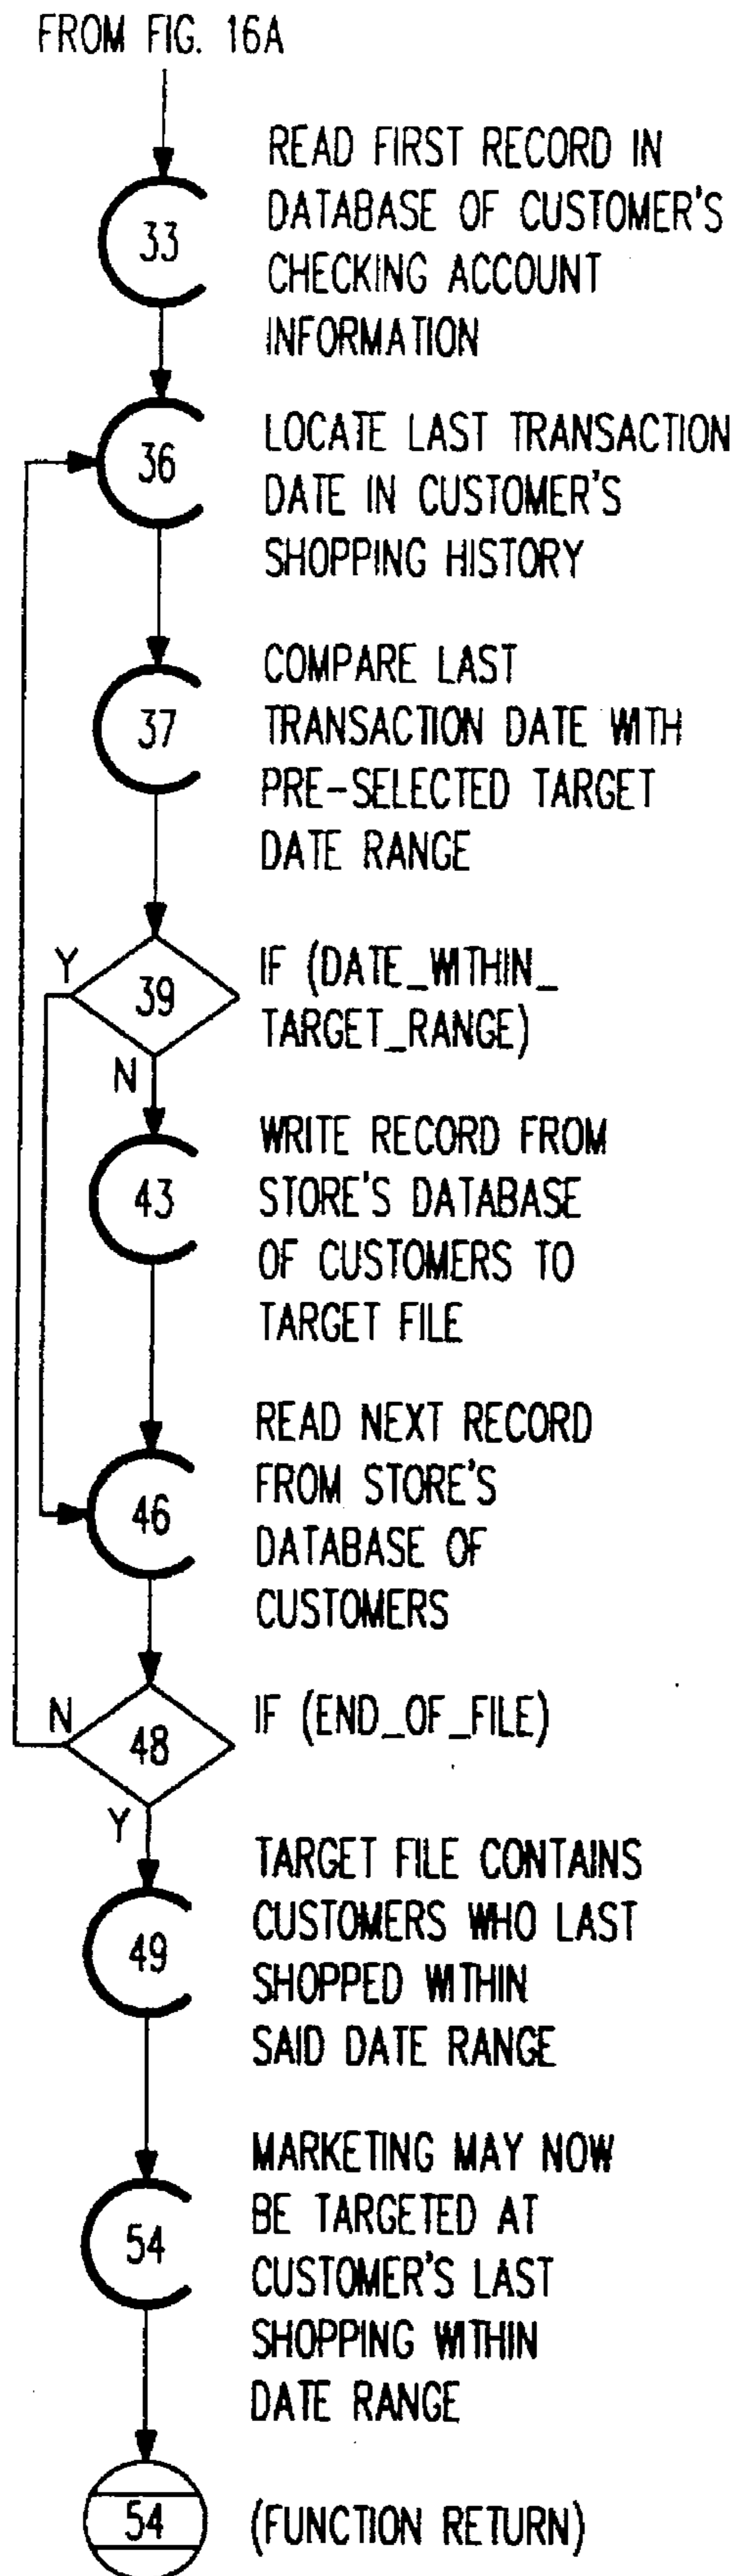 FROM FIG. 16A
33
READ FIRST RECORD IN
DATABASE OF CUSTOMER'S
CHECKING ACCOUNT
INFORMATION
36
LOCATE LAST TRANSACTION
DATE IN CUSTOMER'S
SHOPPING HISTORY
37
COMPARE LAST
TRANSACTION DATE WITH
PRE-SELECTED TARGET
DATE RANGE
Y
39
N
IF (DATE_WITHIN_
TARGET_RANGE)
43
WRITE RECORD FROM
STORE'S DATABASE
OF CUSTOMERS TO
TARGET FILE
46
READ NEXT RECORD
FROM STORE'S
DATABASE OF
CUSTOMERS
N
48
Y
IF (END_OF_FILE)
49
TARGET FILE CONTAINS
CUSTOMERS WHO LAST
SHOPPED WITHIN
SAID DATE RANGE
54
MARKETING MAY NOW
BE TARGETED AT
CUSTOMER'S LAST
SHOPPING WITHIN
DATE RANGE
54
(FUNCTION RETURN)